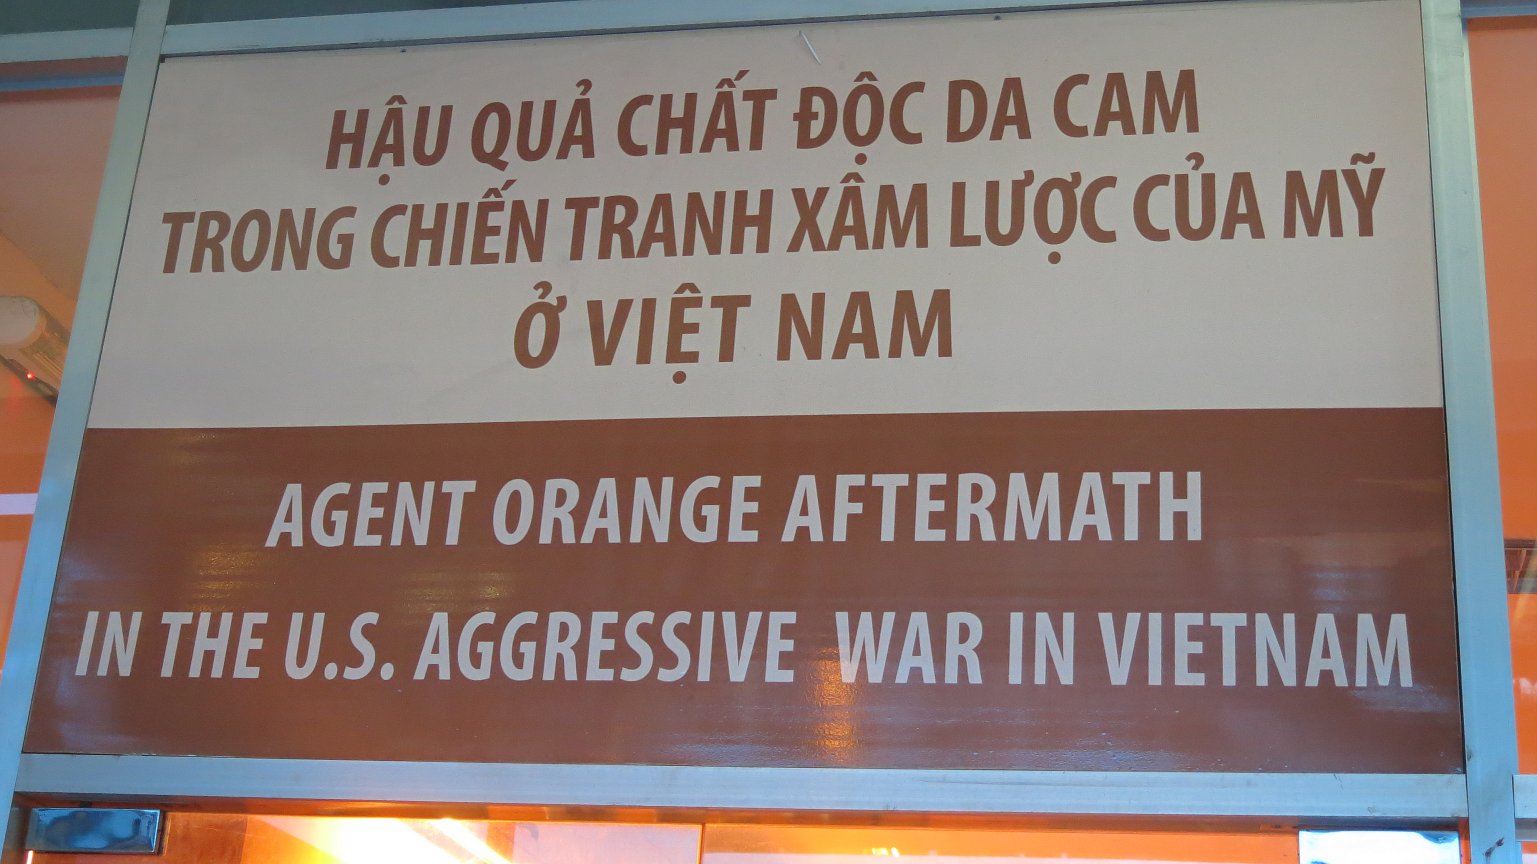 HẬU QUẢ CHẤT ĐỘC DA CAM
TRONG CHIẾN TRANH XÂM LƯỢC CỦA MỸ
Ở VIỆT NAM
AGENT ORANGE AFTERMATH
IN THE U.S. AGGRESSIVE WAR IN VIETNAM